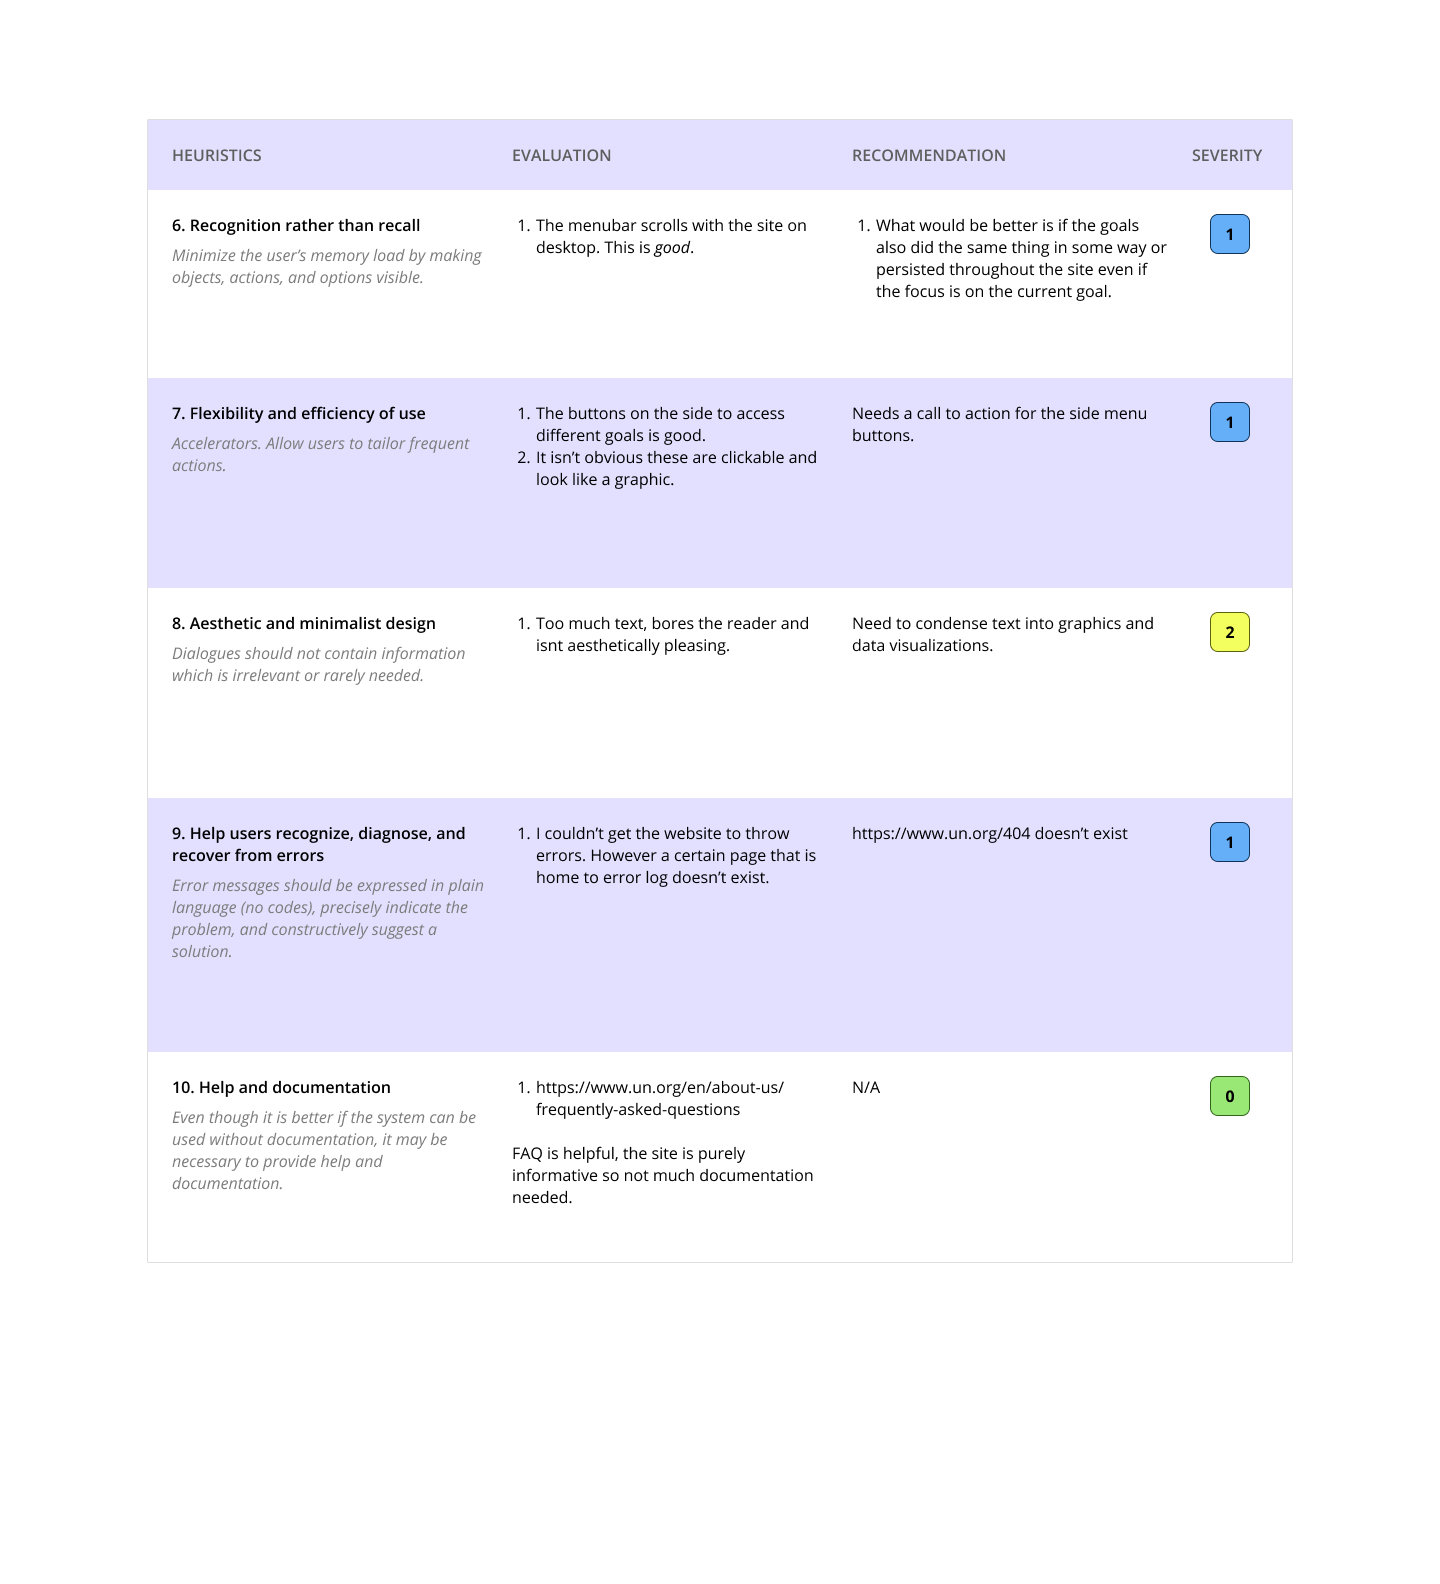 HEURISTICS EVALUATION RECOMMENDATION SEVERITY
6. Recognition rather than recall
Minimize the user’s memory load by making
objects, actions, and options visible.
1. The menubar scrolls with the site on
desktop. This is good.
1. What would be better is if the goals
also did the same thing in some way or
persisted throughout the site even if
the focus is on the current goal.
1
7. Flexibility and efficiency of use
Accelerators. Allow users to tailor frequent
actions.
1. The buttons on the side to access
different goals is good.
2. It isn’t obvious these are clickable and
look like a graphic.
Needs a call to action for the side menu
buttons.
1
8. Aesthetic and minimalist design
Dialogues should not contain information
which is irrelevant or rarely needed.
1. Too much text, bores the reader and
isnt aesthetically pleasing.
Need to condense text into graphics and
data visualizations.
2
9. Help users recognize, diagnose, and
recover from errors
Error messages should be expressed in plain
language (no codes), precisely indicate the
problem, and constructively suggest a
solution.
1. I couldn’t get the website to throw
errors. However a certain page that is
home to error log doesn’t exist.
https://www.un.org/404 doesn’t exist
1
10. Help and documentation
Even though it is better if the system can be
used without documentation, it may be
necessary to provide help and
documentation.
1. https://www.un.org/en/about-us/
frequently-asked-questions
FAQ is helpful, the site is purely
informative so not much documentation
needed.
N/A
0